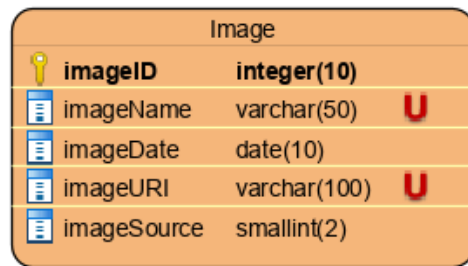 Image
imageID integer(10)
imageName varchar(50) U
imageDate date(10)
imageURI varchar(100) U
imageSource smallint(2)